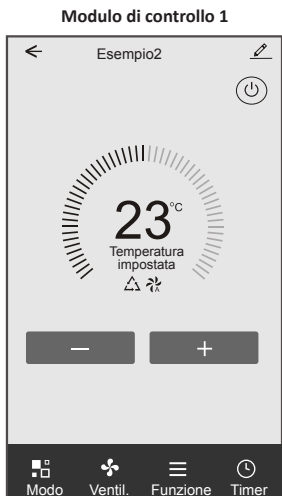 Modulo di controllo 1
Esempio2
23°C
Temperatura
impostata
A
Modo Ventil. Funzione Timer